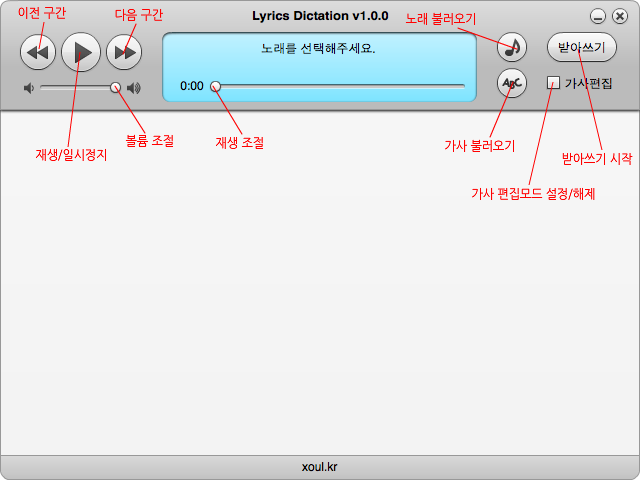 이전 구간
다음 구간
Lyrics Dictation v1.0.0
노래 불러오기
노래를 선택해주세요.
받아쓰기
0:00
ABC
가사편집
재생/일시정지
볼륨 조절
재생 조절
가사 불러오기
받아쓰기 시작
가사 편집모드 설정/해제
xoul.kr